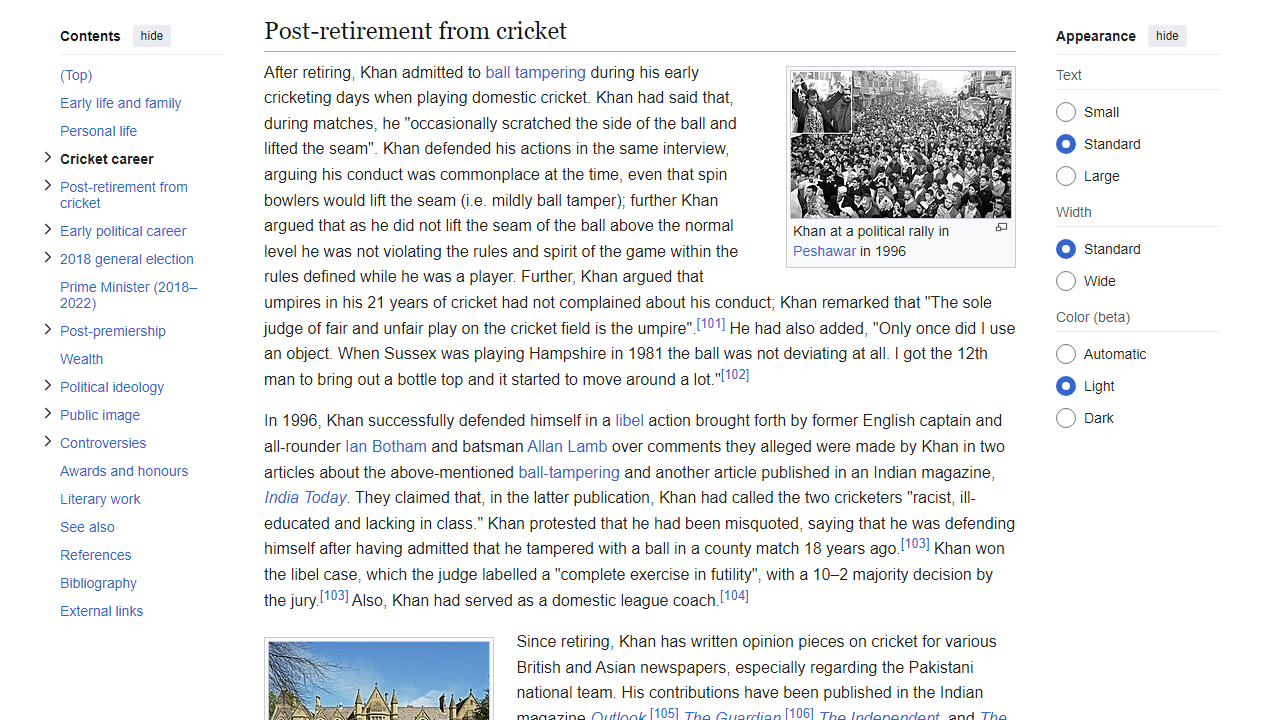 Contents hide
(Top)
Early life and family
Personal life
Cricket career
Post-retirement from
cricket
Early political career
2018 general election
Prime Minister (2018–
2022)
Post-premiership
Wealth
Political ideology
Public image
Controversies
Awards and honours
Literary work
See also
References
Bibliography
External links
Post-retirement from cricket
After retiring, Khan admitted to ball tampering during his early
cricketing days when playing domestic cricket. Khan had said that,
during matches, he "occasionally scratched the side of the ball and
lifted the seam". Khan defended his actions in the same interview,
arguing his conduct was commonplace at the time, even that spin
bowlers would lift the seam (i.e. mildly ball tamper); further Khan
argued that as he did not lift the seam of the ball above the normal
level he was not violating the rules and spirit of the game within the
rules defined while he was a player. Further, Khan argued that
umpires in his 21 years of cricket had not complained about his conduct; Khan remarked that "The sole
judge of fair and unfair play on the cricket field is the umpire".[101] He had also added, "Only once did I use
an object. When Sussex was playing Hampshire in 1981 the ball was not deviating at all. I got the 12th
man to bring out a bottle top and it started to move around a lot."[102]
Khan at a political rally in
Peshawar in 1996
In 1996, Khan successfully defended himself in a libel action brought forth by former English captain and
all-rounder Ian Botham and batsman Allan Lamb over comments they alleged were made by Khan in two
articles about the above-mentioned ball-tampering and another article published in an Indian magazine,
India Today. They claimed that, in the latter publication, Khan had called the two cricketers "racist, ill-
educated and lacking in class." Khan protested that he had been misquoted, saying that he was defending
himself after having admitted that he tampered with a ball in a county match 18 years ago.[103] Khan won
the libel case, which the judge labelled a "complete exercise in futility", with a 10–2 majority decision by
the jury.[103] Also, Khan had served as a domestic league coach.[104]
Since retiring, Khan has written opinion pieces on cricket for various
British and Asian newspapers, especially regarding the Pakistani
national team. His contributions have been published in the Indian
magazine Outlook,[105] The Guardian,[106] The Independent, and The
Appearance hide
Text
Small
Standard
Large
Width
Standard
Wide
Color (beta)
Automatic
Light
Dark